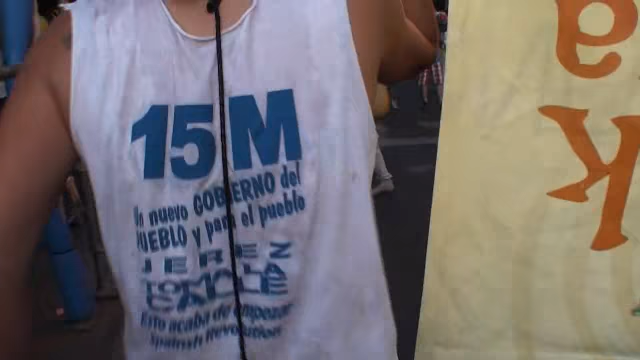 15M
Un nuevo GOBIERNO del
PUEBLO y para el pueblo
JEREZ
TOMA LA
CALLE
Esto acaba de empezar
Spanish Revolution
a
k